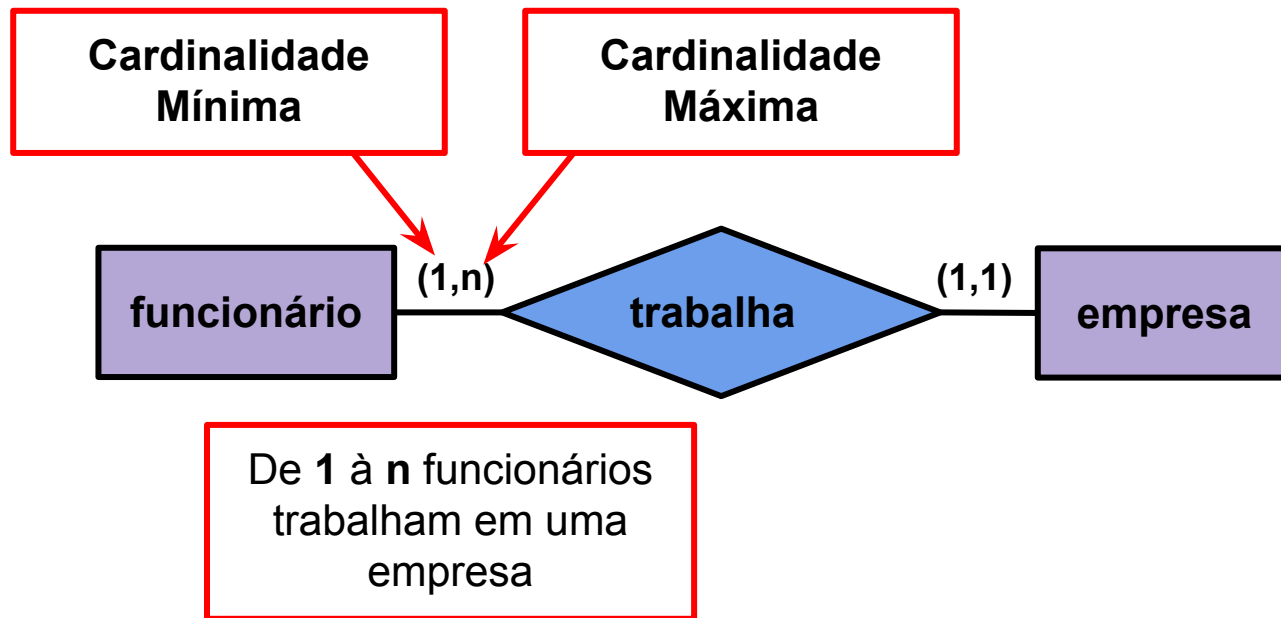 Cardinalidade
Mínima
Cardinalidade
Máxima
(1,n)
(1,1)
funcionário
trabalha
empresa
De 1 à n funcionários
trabalham em uma
empresa